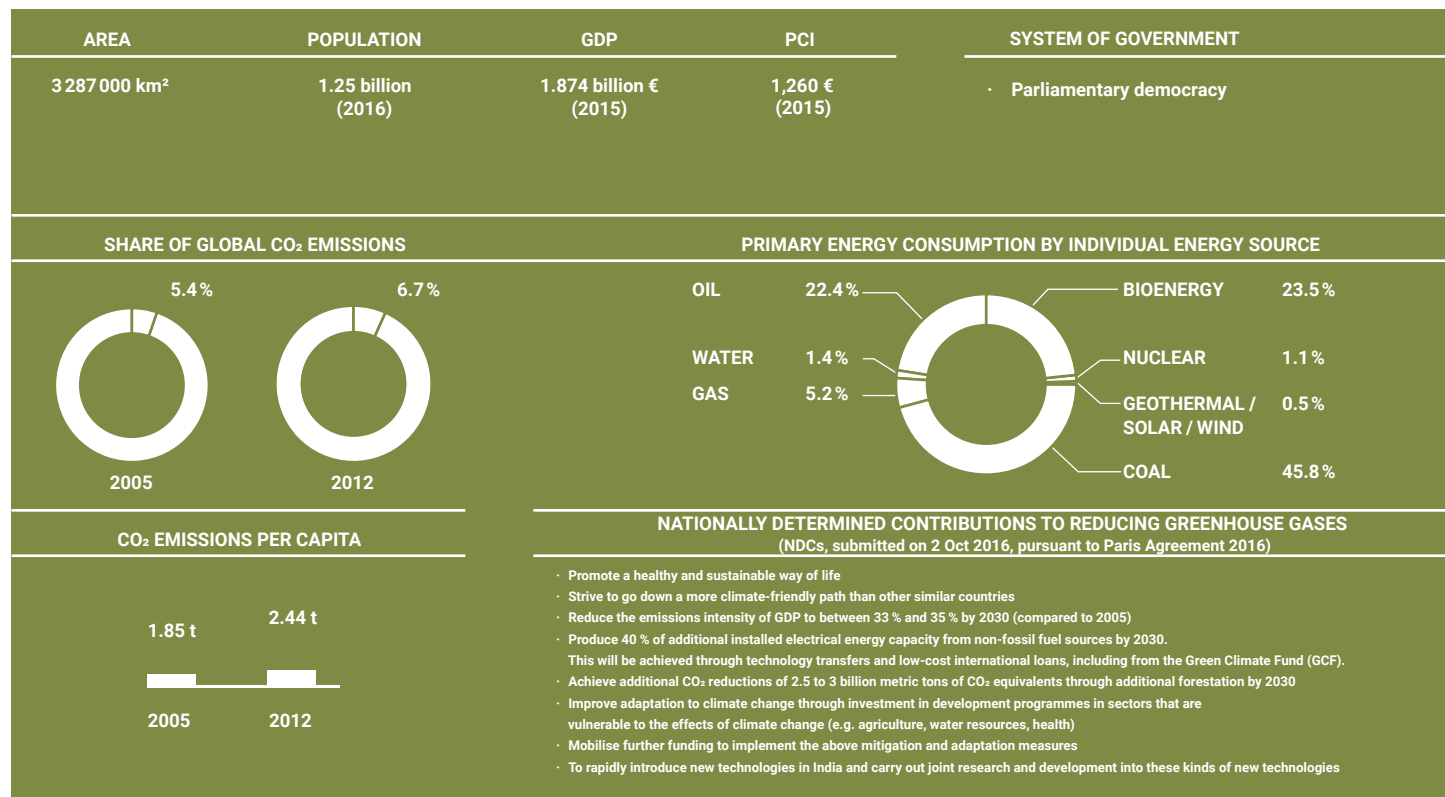 AREA
3 287 000 km²
POPULATION
1.25 billion
(2016)
GDP
1.874 billion €
(2015)
PCI
1,260 €
(2015)
SYSTEM OF GOVERNMENT
· Parliamentary democracy
SHARE OF GLOBAL CO₂ EMISSIONS
5.4 %
2005
6.7 %
2012
PRIMARY ENERGY CONSUMPTION BY INDIVIDUAL ENERGY SOURCE
OIL 22.4 %
WATER 1.4 %
GAS 5.2 %
BIOENERGY 23.5 %
NUCLEAR 1.1 %
GEOTHERMAL / 0.5 %
SOLAR / WIND
COAL 45.8 %
CO₂ EMISSIONS PER CAPITA
1.85 t
2.44 t
2005
2012
NATIONALLY DETERMINED CONTRIBUTIONS TO REDUCING GREENHOUSE GASES
(NDCs, submitted on 2 Oct 2016, pursuant to Paris Agreement 2016)
· Promote a healthy and sustainable way of life
· Strive to go down a more climate-friendly path than other similar countries
· Reduce the emissions intensity of GDP to between 33 % and 35 % by 2030 (compared to 2005)
· Produce 40 % of additional installed electrical energy capacity from non-fossil fuel sources by 2030.
This will be achieved through technology transfers and low-cost international loans, including from the Green Climate Fund (GCF).
· Achieve additional CO₂ reductions of 2.5 to 3 billion metric tons of CO₂ equivalents through additional forestation by 2030
· Improve adaptation to climate change through investment in development programmes in sectors that are
vulnerable to the effects of climate change (e.g. agriculture, water resources, health)
· Mobilise further funding to implement the above mitigation and adaptation measures
· To rapidly introduce new technologies in India and carry out joint research and development into these kinds of new technologies